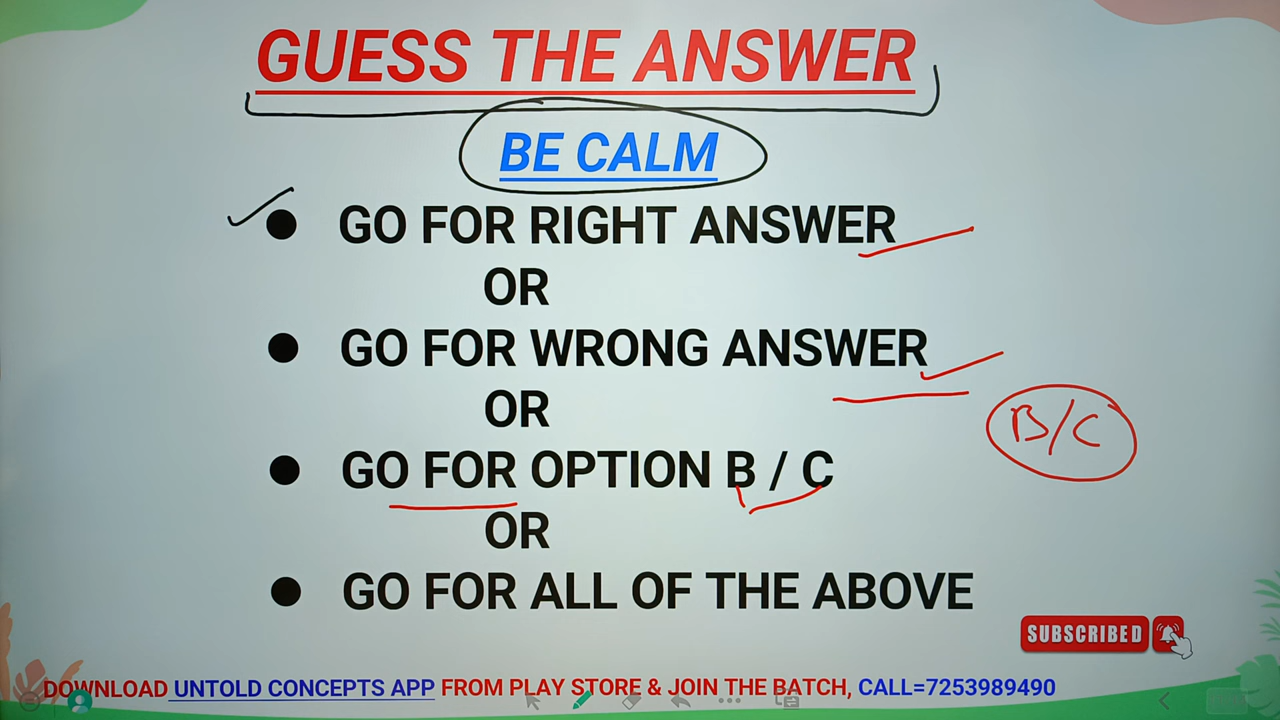 GUESS THE ANSWER
BE CALM
● GO FOR RIGHT ANSWER
OR
● GO FOR WRONG ANSWER
OR
B/C
● GO FOR OPTION B / C
OR
● GO FOR ALL OF THE ABOVE
SUBSCRIBED
DOWNLOAD UNTOLD CONCEPTS APP FROM PLAY STORE & JOIN THE BATCH, CALL=7253989490